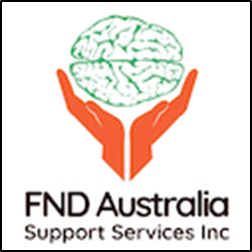 FND Australia
Support Services Inc